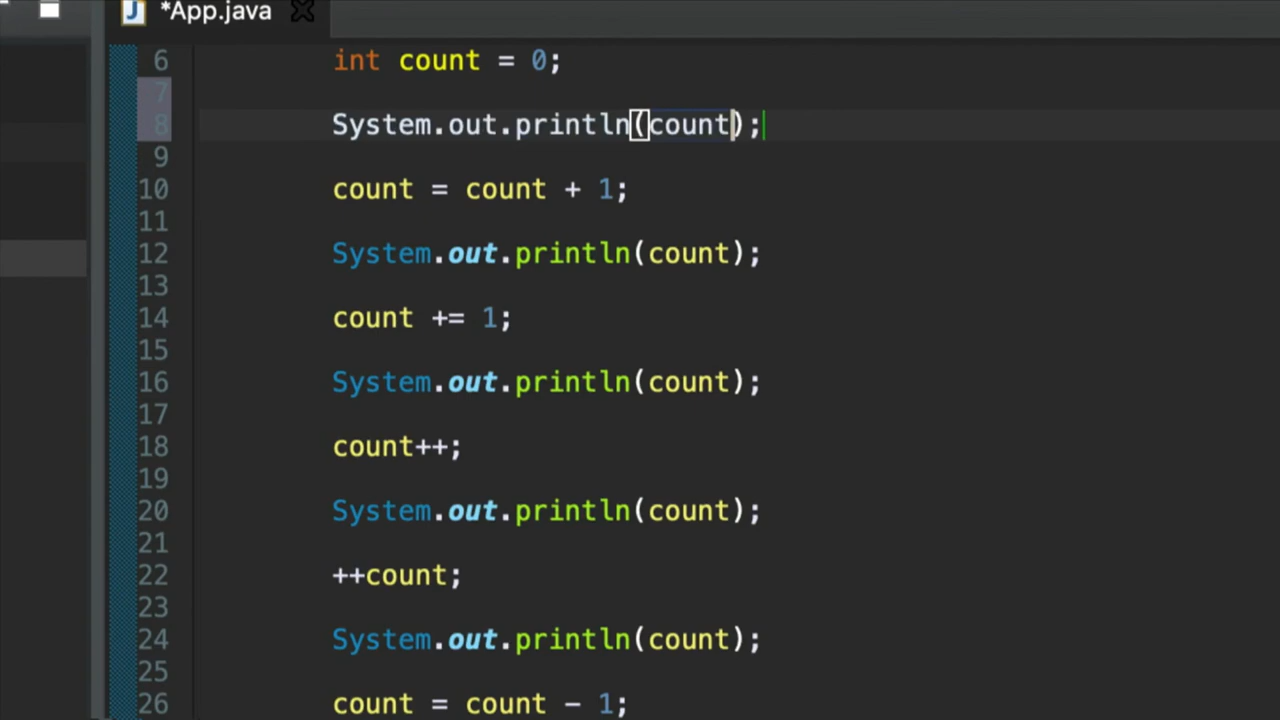 *App.java
6 int count = 0;
7
8 System.out.println(count);
9
10 count = count + 1;
11
12 System.out.println(count);
13
14 count += 1;
15
16 System.out.println(count);
17
18 count++;
19
20 System.out.println(count);
21
22 ++count;
23
24 System.out.println(count);
25
26 count = count - 1;